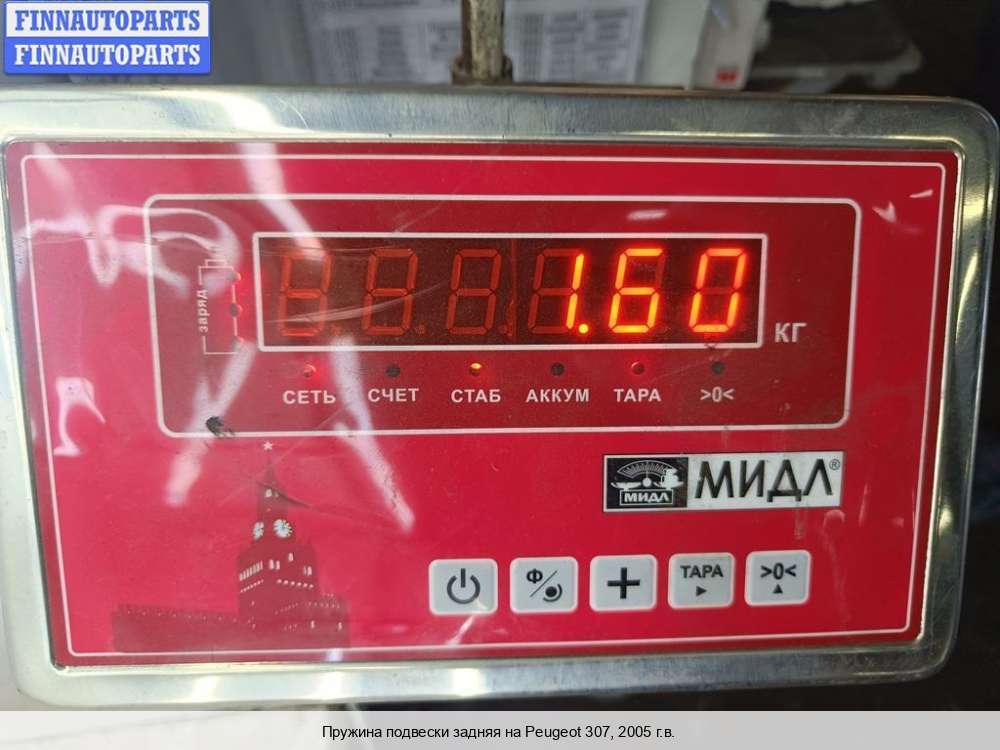 FINNAUTOPARTS
FINNAUTOPARTS
заряд
1.60
КГ
СЕТЬ СЧЕТ СТАБ АККУМ ТАРА >0<
МИДЛ МИДЛ®
Ф ТАРА >0<
Пружина подвески задняя на Peugeot 307, 2005 г.в.